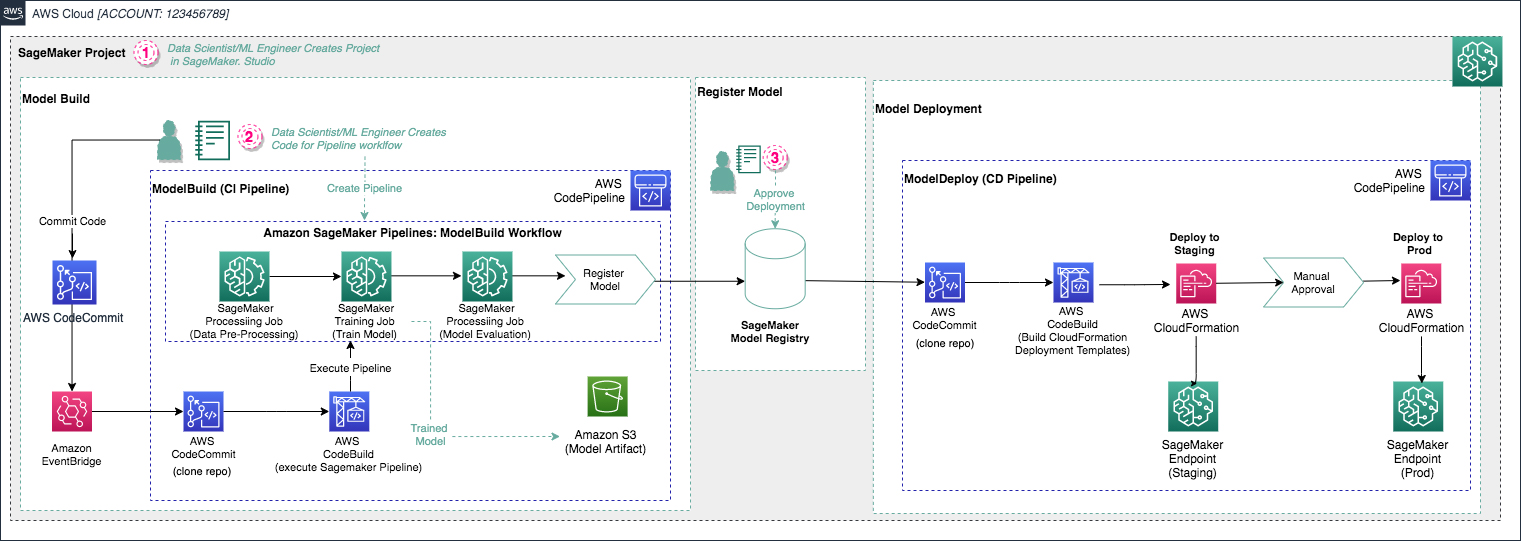 aws
AWS Cloud [ACCOUNT: 123456789]
SageMaker Project
1
Data Scientist/ML Engineer Creates Project
in SageMaker. Studio
Model Build
2
Data Scientist/ML Engineer Creates
Code for Pipeline worklfow
Commit Code
AWS CodeCommit
Amazon
EventBridge
ModelBuild (CI Pipeline)
Create Pipeline
AWS
CodePipeline
Amazon SageMaker Pipelines: ModelBuild Workflow
SageMaker
Processiing Job
(Data Pre-Processing)
SageMaker
Training Job
(Train Model)
SageMaker
Processiing Job
(Model Evaluation)
Register
Model
Execute Pipeline
AWS
CodeCommit
(clone repo)
AWS
CodeBuild
(execute Sagemaker Pipeline)
Trained
Model
Amazon S3
(Model Artifact)
Register Model
3
Approve
Deployment
SageMaker
Model Registry
Model Deployment
ModelDeploy (CD Pipeline)
AWS
CodePipeline
AWS
CodeCommit
(clone repo)
AWS
CodeBuild
(Build CloudFormation
Deployment Templates)
Deploy to
Staging
AWS
CloudFormation
Manual
Approval
Deploy to
Prod
AWS
CloudFormation
SageMaker
Endpoint
(Staging)
SageMaker
Endpoint
(Prod)